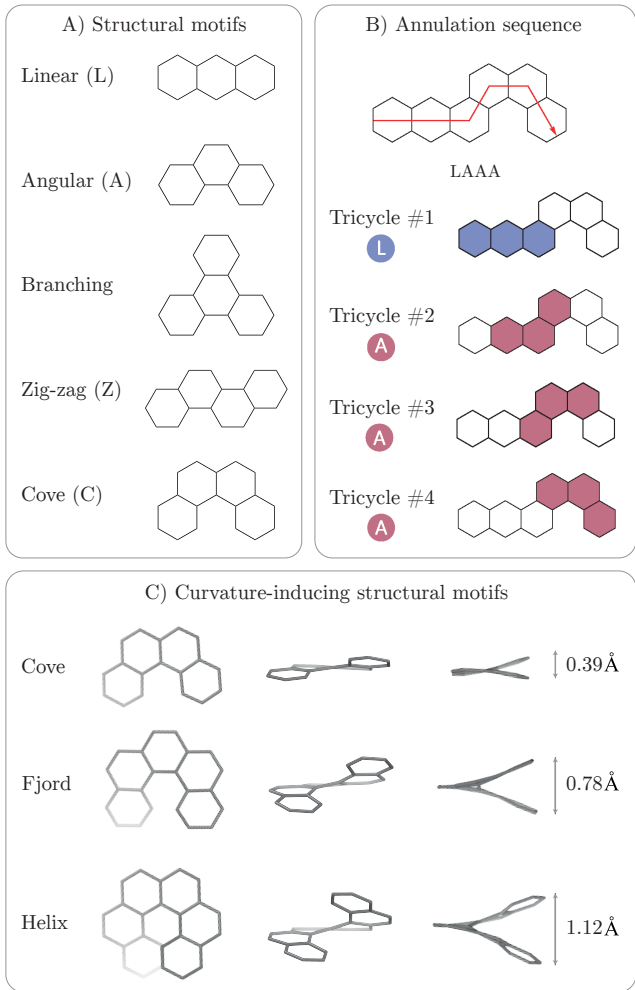 A) Structural motifs
Linear (L)
Angular (A)
Branching
Zig-zag (Z)
Cove (C)
B) Annulation sequence
LAAA
Tricycle #1
L
Tricycle #2
A
Tricycle #3
A
Tricycle #4
A
C) Curvature-inducing structural motifs
Cove
0.39Å
Fjord
0.78Å
Helix
1.12Å